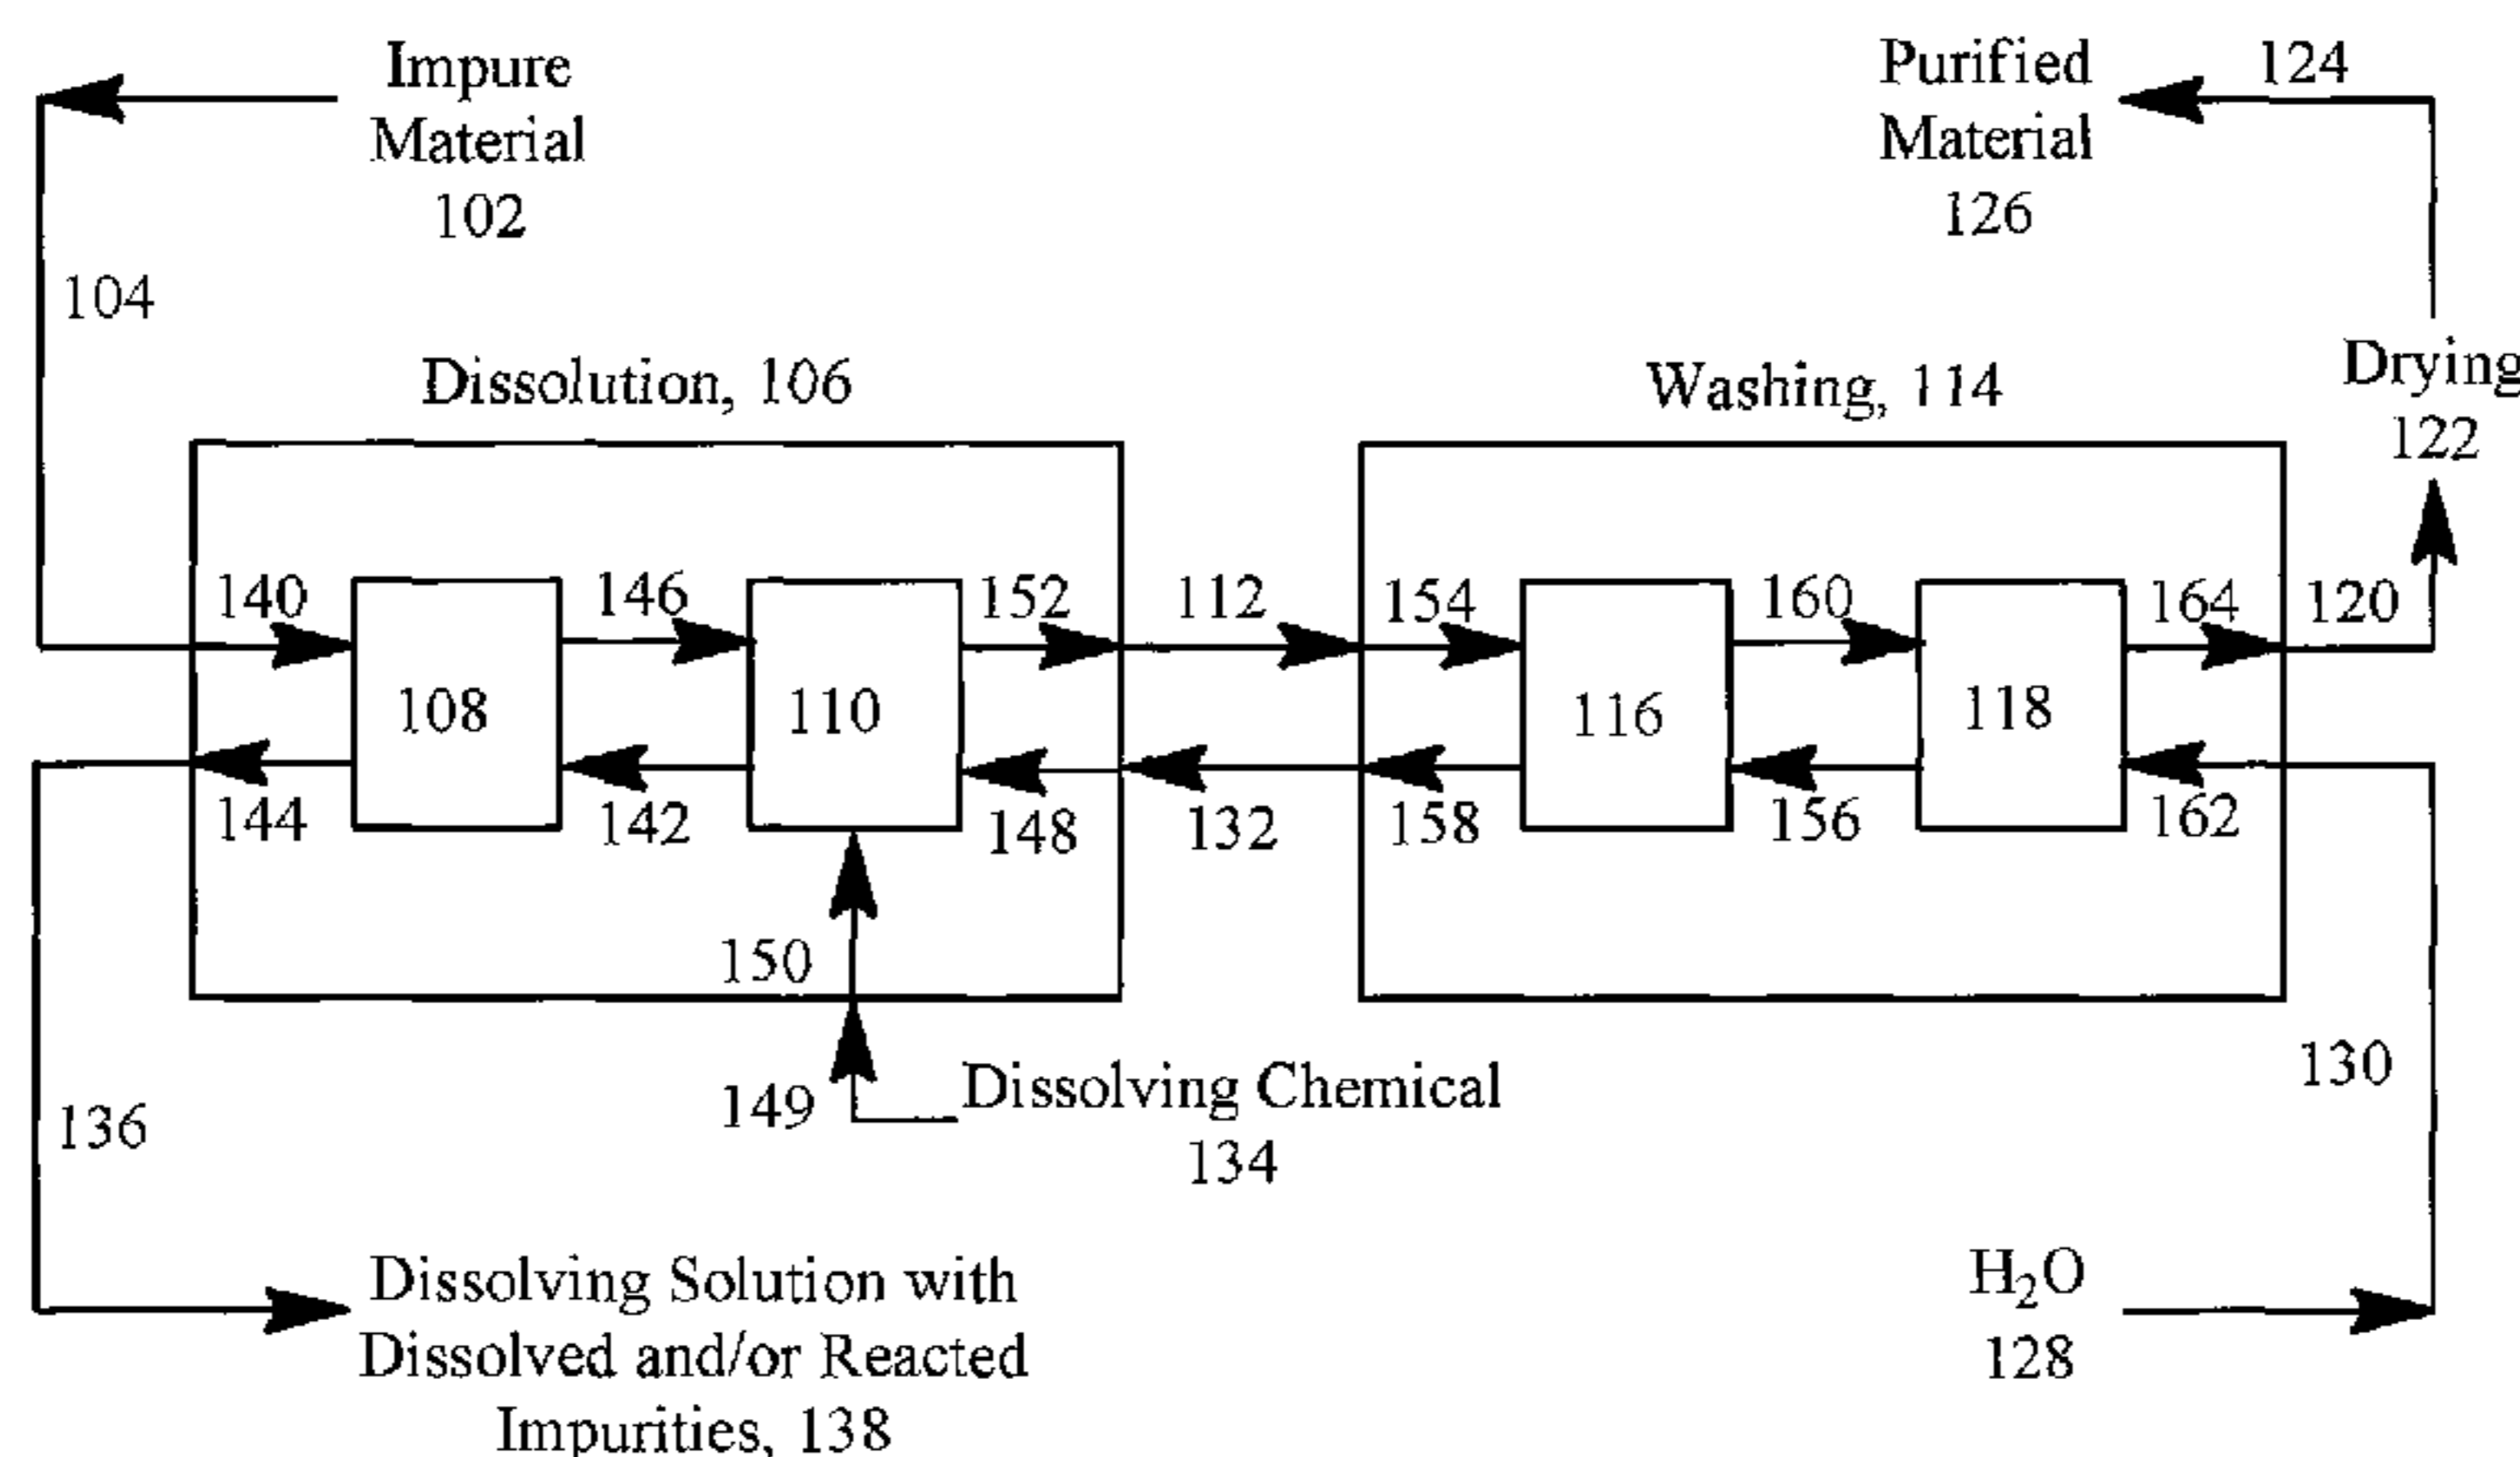 Impure
Material
102
Purified
Material
126
124
104
Dissolution, 106
Washing, 114
Drying
122
140
146
152
112
154
160
164
120
108
110
116
118
144
142
148
132
158
156
162
150
149
Dissolving Chemical
134
130
136
Dissolving Solution with
Dissolved and/or Reacted
Impurities, 138
H₂O
128